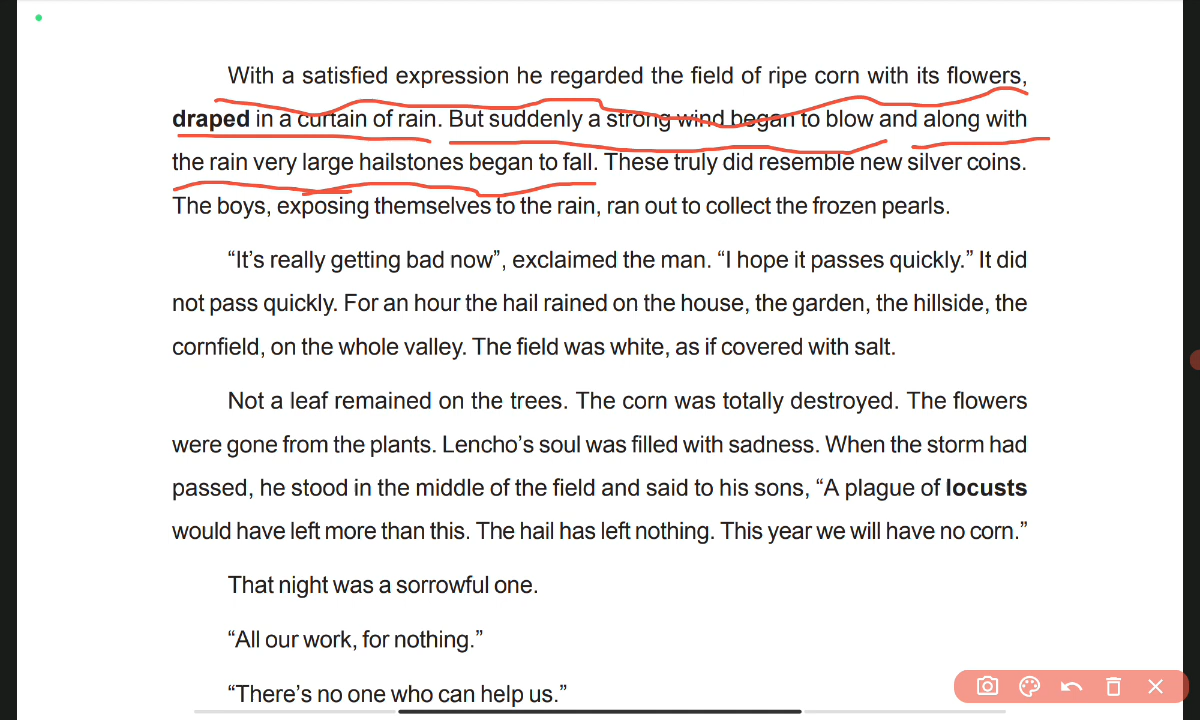 With a satisfied expression he regarded the field of ripe corn with its flowers,
draped in a curtain of rain. But suddenly a strong wind began to blow and along with
the rain very large hailstones began to fall. These truly did resemble new silver coins.
The boys, exposing themselves to the rain, ran out to collect the frozen pearls.
“It’s really getting bad now”, exclaimed the man. “I hope it passes quickly.” It did
not pass quickly. For an hour the hail rained on the house, the garden, the hillside, the
cornfield, on the whole valley. The field was white, as if covered with salt.
Not a leaf remained on the trees. The corn was totally destroyed. The flowers
were gone from the plants. Lencho’s soul was filled with sadness. When the storm had
passed, he stood in the middle of the field and said to his sons, “A plague of locusts
would have left more than this. The hail has left nothing. This year we will have no corn.”
That night was a sorrowful one.
“All our work, for nothing.”
“There’s no one who can help us.”